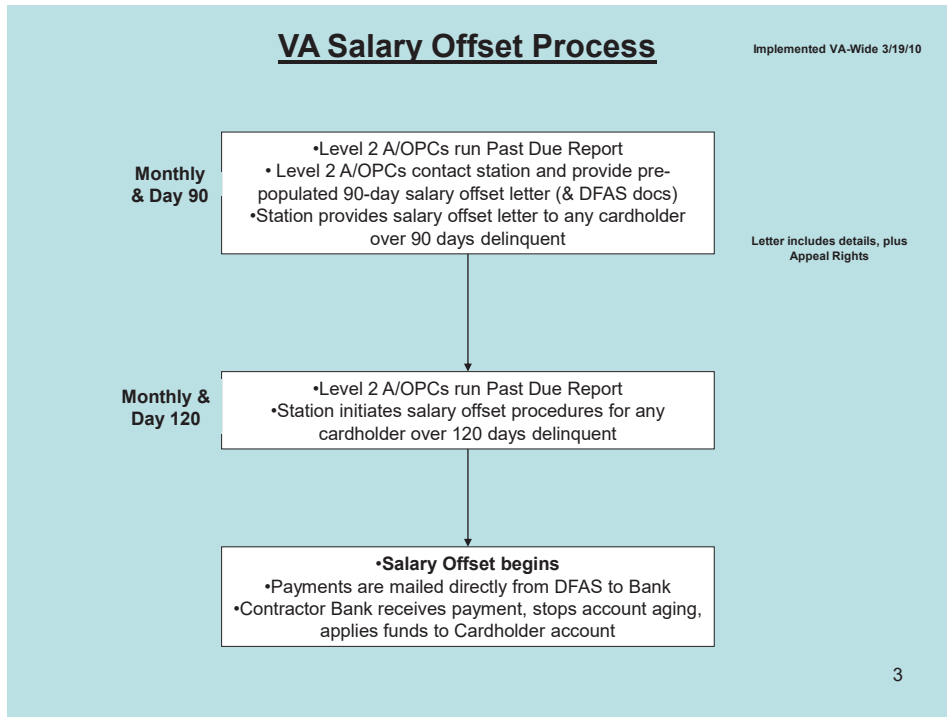 VA Salary Offset Process
Implemented VA-Wide 3/19/10
Monthly
& Day 90
•Level 2 A/OPCs run Past Due Report
• Level 2 A/OPCs contact station and provide pre-
populated 90-day salary offset letter (& DFAS docs)
•Station provides salary offset letter to any cardholder
over 90 days delinquent
Letter includes details, plus
Appeal Rights
Monthly &
Day 120
•Level 2 A/OPCs run Past Due Report
•Station initiates salary offset procedures for any
cardholder over 120 days delinquent
•Salary Offset begins
•Payments are mailed directly from DFAS to Bank
•Contractor Bank receives payment, stops account aging,
applies funds to Cardholder account
3